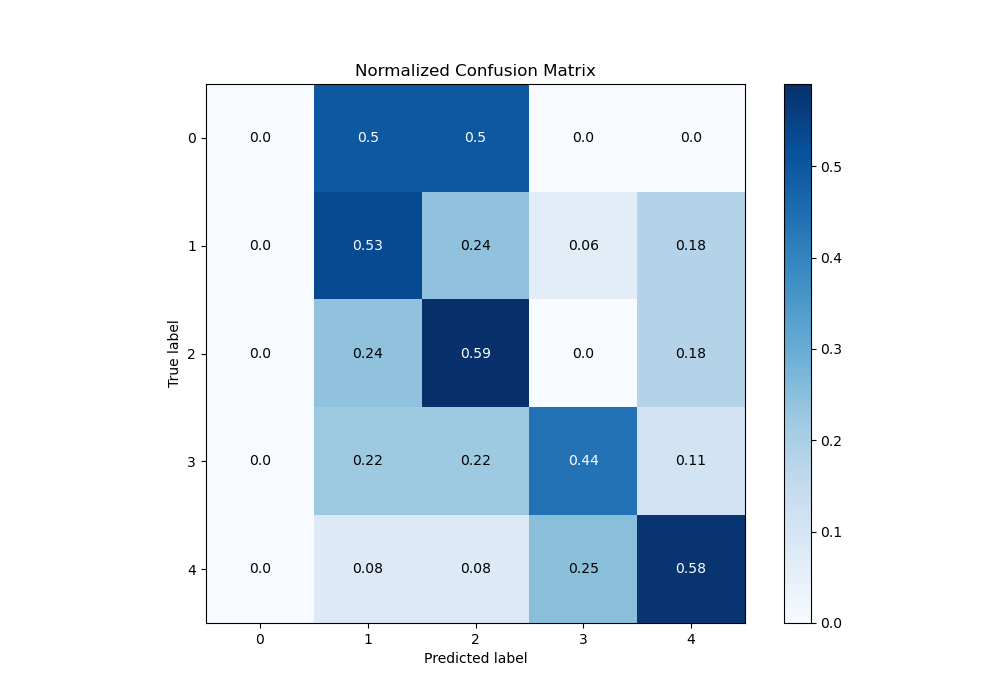 Normalized Confusion Matrix
0 0.0 0.5 0.5 0.0 0.0
1 0.0 0.53 0.24 0.06 0.18
2 0.0 0.24 0.59 0.0 0.18
3 0.0 0.22 0.22 0.44 0.11
4 0.0 0.08 0.08 0.25 0.58
0 1 2 3 4
Predicted label
True label
0.5
0.4
0.3
0.2
0.1
0.0